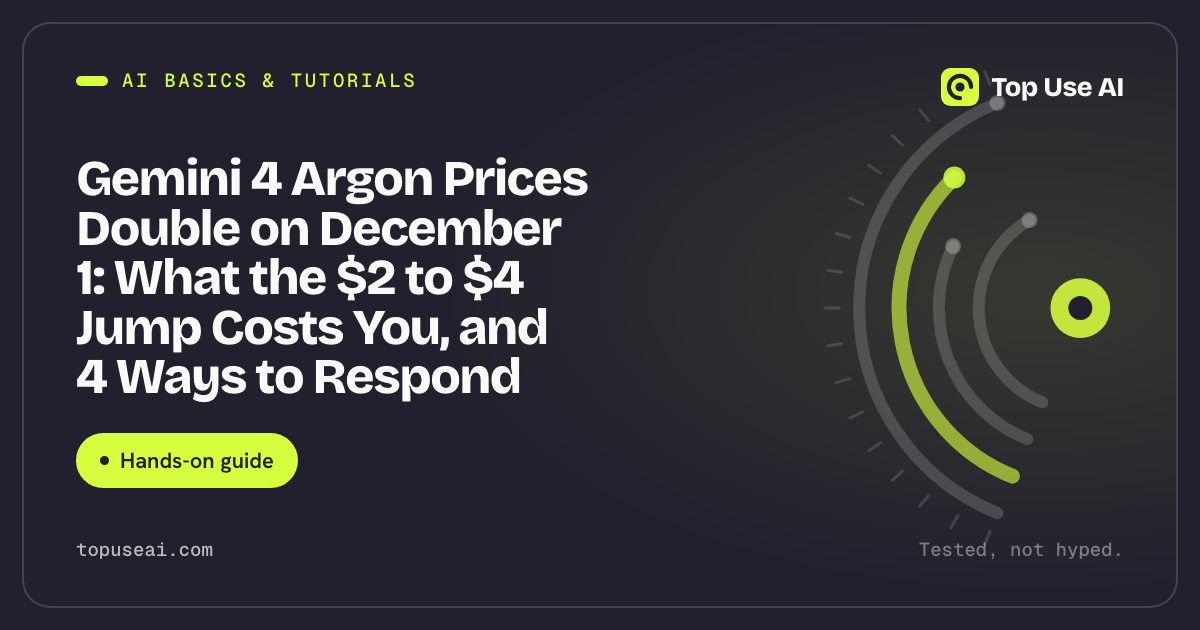 AI BASICS & TUTORIALS
Top Use AI
Gemini 4 Argon Prices
Double on December
1: What the $2 to $4
Jump Costs You, and
4 Ways to Respond
Hands-on guide
topuseai.com
Tested, not hyped.